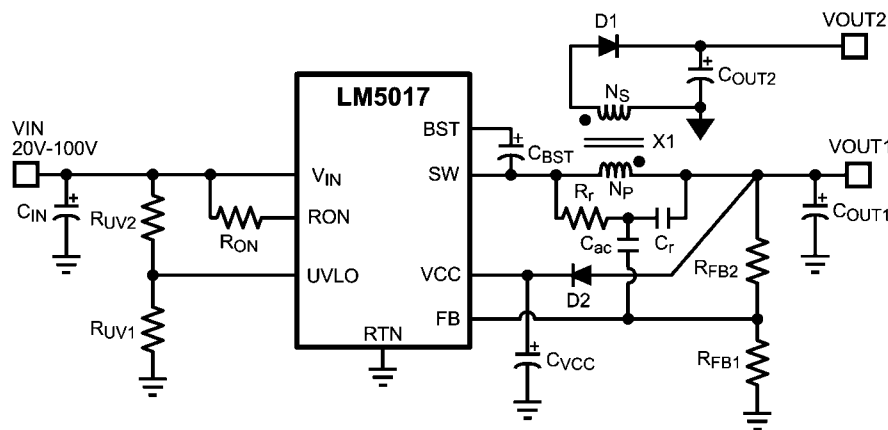 D1
VOUT2
COUT2
LM5017
NS
X1
VIN
20V-100V
BST
CBST
VOUT1
VIN
SW
NP
CIN
RUV2
RON
RON
Rr
Cac
Cr
COUT1
UVLO
VCC
D2
RFB2
RUV1
FB
RTN
CVCC
RFB1